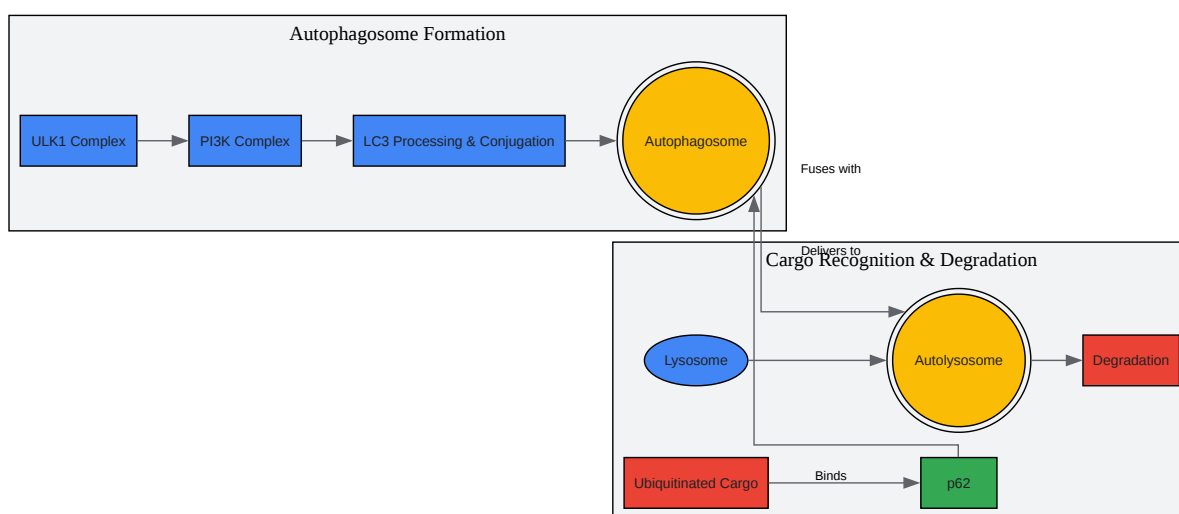 Autophagosome Formation
ULK1 Complex
PI3K Complex
LC3 Processing & Conjugation
Autophagosome
Fuses with
Delivers to
Cargo Recognition & Degradation
Lysosome
Autolysosome
Degradation
Ubiquitinated Cargo
Binds
p62